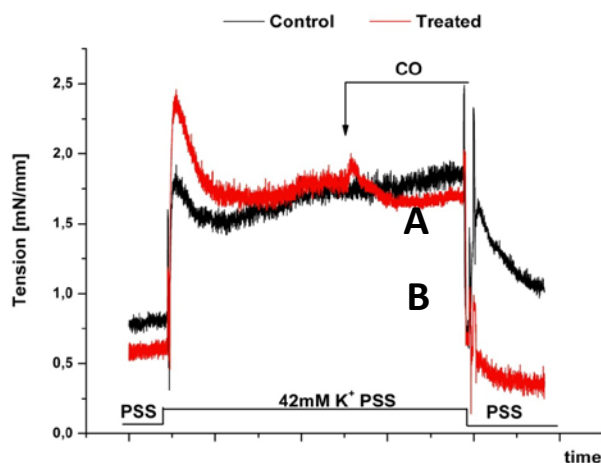 Control Treated
CO
2,5
2,0
1,5
1,0
0,5
0,0
Tension [mN/mm]
A
B
PSS 42mM K⁺ PSS PSS
time